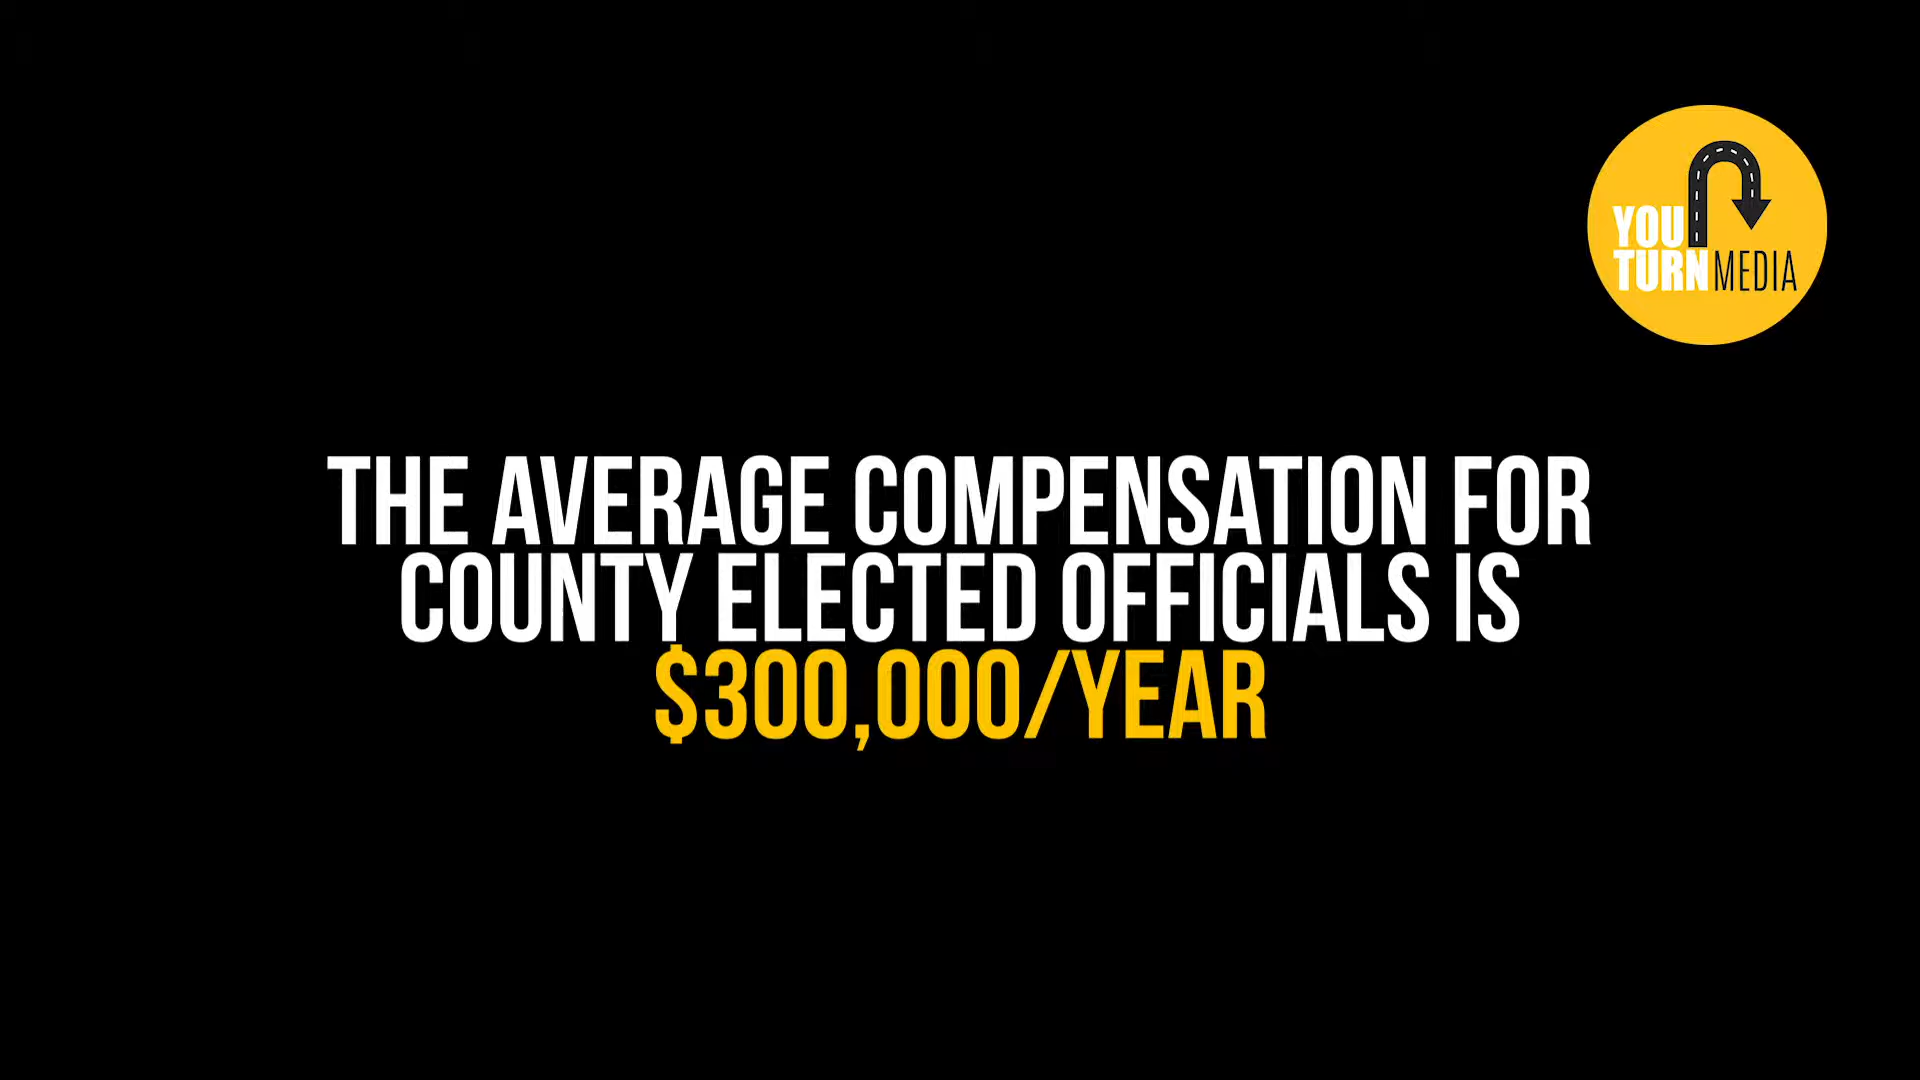 YOU
TURN MEDIA
THE AVERAGE COMPENSATION FOR
COUNTY ELECTED OFFICIALS IS
$300,000/YEAR